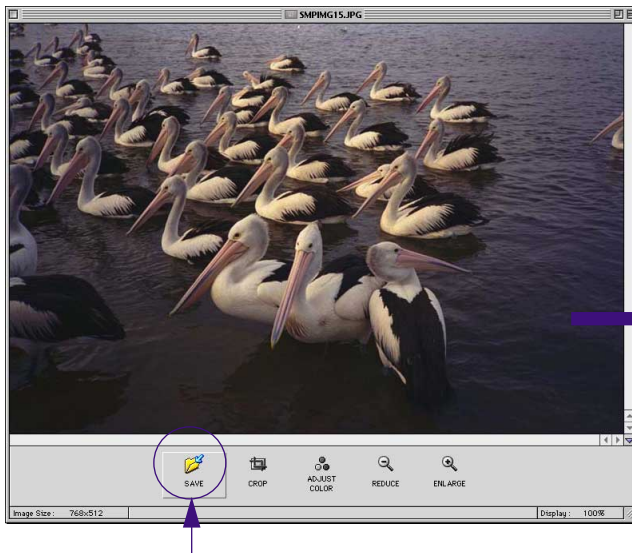 SMPIMG15.JPG
SAVE
CROP
ADJUST
COLOR
REDUCE
ENLARGE
Image Size: 768x512
Display: 100%